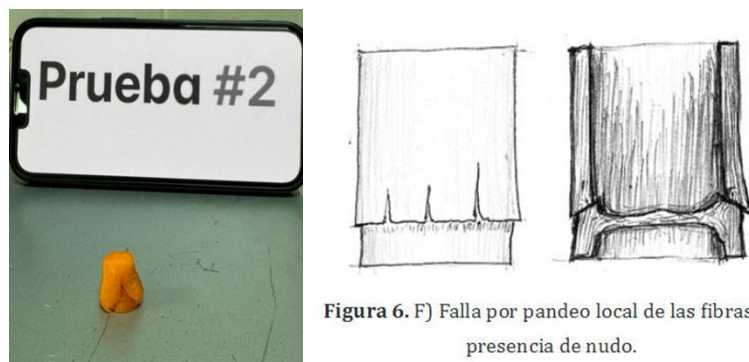 Prueba #2
Figura 6. F) Falla por pandeo local de las fibras
presencia de nudo.